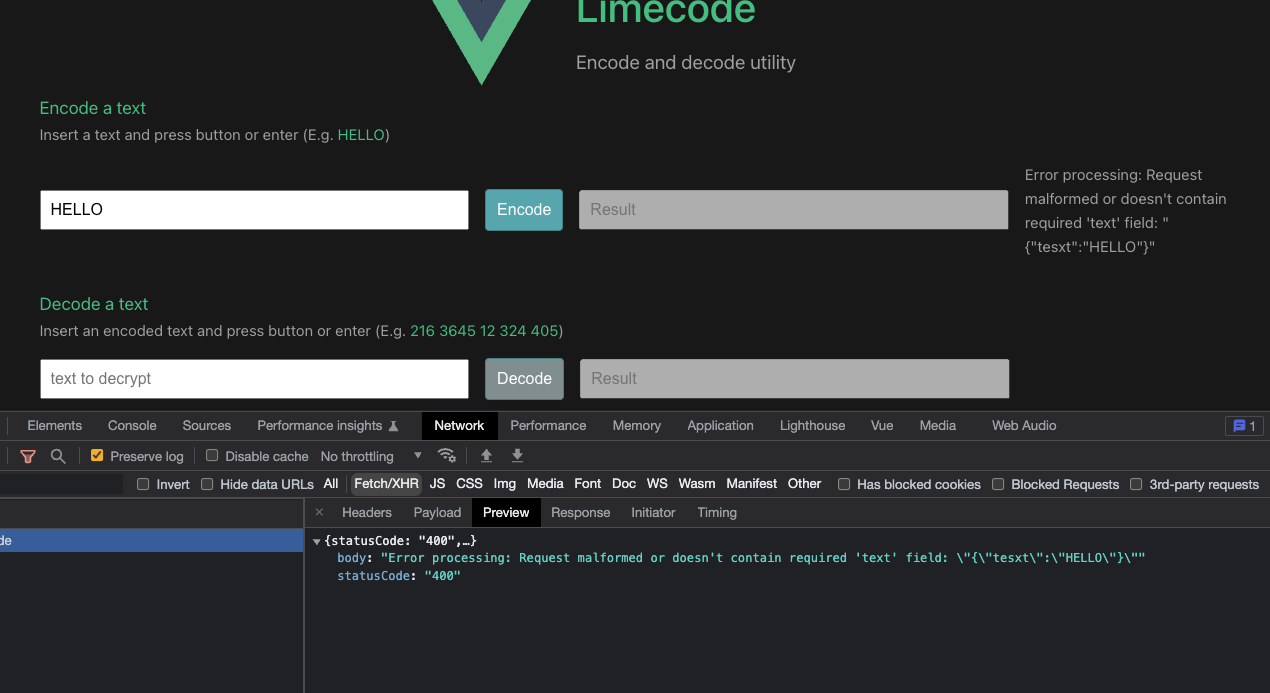 Limecode
Encode and decode utility
Encode a text
Insert a text and press button or enter (E.g. HELLO)
HELLO
Encode
Result
Error processing: Request
malformed or doesn't contain
required 'text' field: "
{"tesxt":"HELLO"}"
Decode a text
Insert an encoded text and press button or enter (E.g. 216 3645 12 324 405)
text to decrypt
Decode
Result
Elements Console Sources Performance insights Network Performance Memory Application Lighthouse Vue Media Web Audio 1
Preserve log Disable cache No throttling
Invert Hide data URLs All Fetch/XHR JS CSS Img Media Font Doc WS Wasm Manifest Other Has blocked cookies Blocked Requests 3rd-party requests
× Headers Payload Preview Response Initiator Timing
de
{statusCode: "400",…}
body: "Error processing: Request malformed or doesn't contain required 'text' field: \"{\"tesxt\":\"HELLO\"}\""
statusCode: "400"